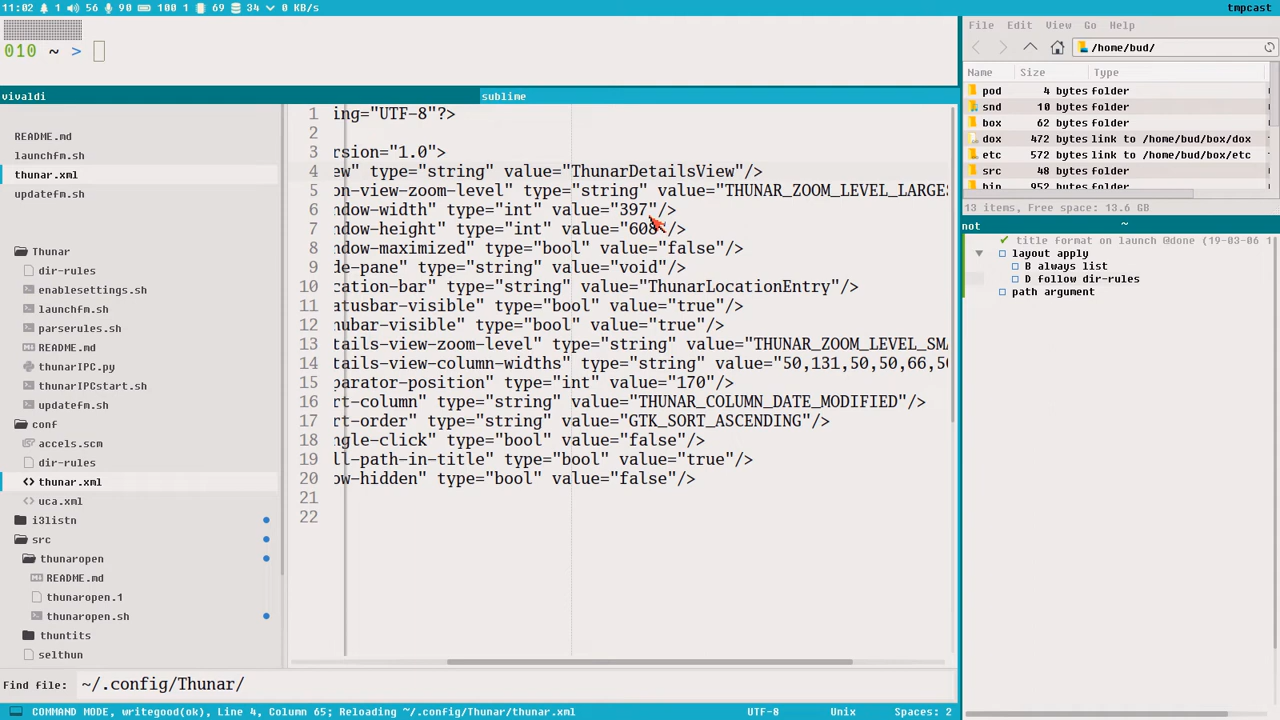 11:02 1 56 90 100 1 69 34 0 KB/s
tmpcast
010 ~ >
vivaldi
sublime
README.md
launchfm.sh
thunar.xml
updatefm.sh
Thunar
dir-rules
enablesettings.sh
launchfm.sh
parserules.sh
README.md
thunarIPC.py
thunarIPCstart.sh
updatefm.sh
conf
accels.scm
dir-rules
<> thunar.xml
<> uca.xml
i3listn
src
thunaropen
README.md
thunaropen.1
thunaropen.sh
thuntits
selthun
1 ing="UTF-8"?>
2
3 rsion="1.0">
4 ew" type="string" value="ThunarDetailsView"/>
5 on-view-zoom-level" type="string" value="THUNAR_ZOOM_LEVEL_LARGES
6 ndow-width" type="int" value="397"/>
7 ndow-height" type="int" value="608"/>
8 ndow-maximized" type="bool" value="false"/>
9 de-pane" type="string" value="void"/>
10 cation-bar" type="string" value="ThunarLocationEntry"/>
11 atusbar-visible" type="bool" value="true"/>
12 nubar-visible" type="bool" value="true"/>
13 tails-view-zoom-level" type="string" value="THUNAR_ZOOM_LEVEL_SMA
14 tails-view-column-widths" type="string" value="50,131,50,50,66,50
15 parator-position" type="int" value="170"/>
16 rt-column" type="string" value="THUNAR_COLUMN_DATE_MODIFIED"/>
17 rt-order" type="string" value="GTK_SORT_ASCENDING"/>
18 ngle-click" type="bool" value="false"/>
19 ll-path-in-title" type="bool" value="true"/>
20 ow-hidden" type="bool" value="false"/>
21
22
Find file: ~/.config/Thunar/
COMMAND MODE, writegood(ok), Line 4, Column 65; Reloading ~/.config/Thunar/thunar.xml
UTF-8
Unix
Spaces: 2
File Edit View Go Help
/home/bud/
Name Size Type
pod 4 bytes folder
snd 10 bytes folder
box 62 bytes folder
dox 472 bytes link to /home/bud/box/dox
etc 572 bytes link to /home/bud/box/etc
src 48 bytes folder
bin 952 bytes folder
13 items, Free space: 13.6 GB
not
~
✓ title format on launch @done (19-03-06 1
layout apply
B always list
D follow dir-rules
path argument